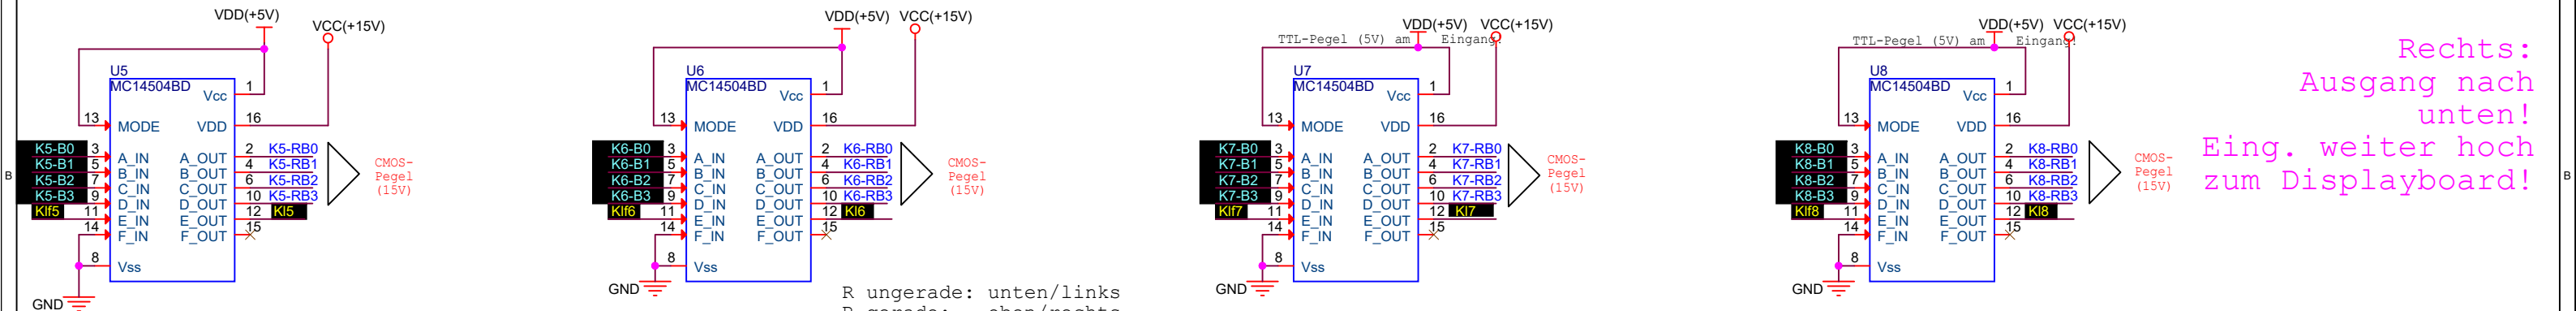 VDD(+5V)
VCC(+15V)
U5
MC14504BD
Vcc
1
13
MODE
VDD
16
K5-B0
3
A_IN
A_OUT
2
K5-RB0
K5-B1
5
B_IN
B_OUT
4
K5-RB1
K5-B2
7
C_IN
C_OUT
6
K5-RB2
K5-B3
9
D_IN
D_OUT
10
K5-RB3
Klf5
11
E_IN
E_OUT
12
Kl5
14
F_IN
F_OUT
15
8
Vss
GND
CMOS-
Pegel
(15V)
B
VDD(+5V)
VCC(+15V)
U6
MC14504BD
Vcc
1
13
MODE
VDD
16
K6-B0
3
A_IN
A_OUT
2
K6-RB0
K6-B1
5
B_IN
B_OUT
4
K6-RB1
K6-B2
7
C_IN
C_OUT
6
K6-RB2
K6-B3
9
D_IN
D_OUT
10
K6-RB3
Klf6
11
E_IN
E_OUT
12
Kl6
14
F_IN
F_OUT
15
8
Vss
GND
CMOS-
Pegel
(15V)
R ungerade: unten/links
R gerade: oben/rechts
VDD(+5V)
VCC(+15V)
TTL-Pegel (5V) am Eingang!
U7
MC14504BD
Vcc
1
13
MODE
VDD
16
K7-B0
3
A_IN
A_OUT
2
K7-RB0
K7-B1
5
B_IN
B_OUT
4
K7-RB1
K7-B2
7
C_IN
C_OUT
6
K7-RB2
K7-B3
9
D_IN
D_OUT
10
K7-RB3
Klf7
11
E_IN
E_OUT
12
Kl7
14
F_IN
F_OUT
15
8
Vss
GND
CMOS-
Pegel
(15V)
VDD(+5V)
VCC(+15V)
TTL-Pegel (5V) am Eingang!
U8
MC14504BD
Vcc
1
13
MODE
VDD
16
K8-B0
3
A_IN
A_OUT
2
K8-RB0
K8-B1
5
B_IN
B_OUT
4
K8-RB1
K8-B2
7
C_IN
C_OUT
6
K8-RB2
K8-B3
9
D_IN
D_OUT
10
K8-RB3
Klf8
11
E_IN
E_OUT
12
Kl8
14
F_IN
F_OUT
15
8
Vss
GND
CMOS-
Pegel
(15V)
Rechts:
Ausgang nach
unten!
Eing. weiter hoch
zum Displayboard!
B